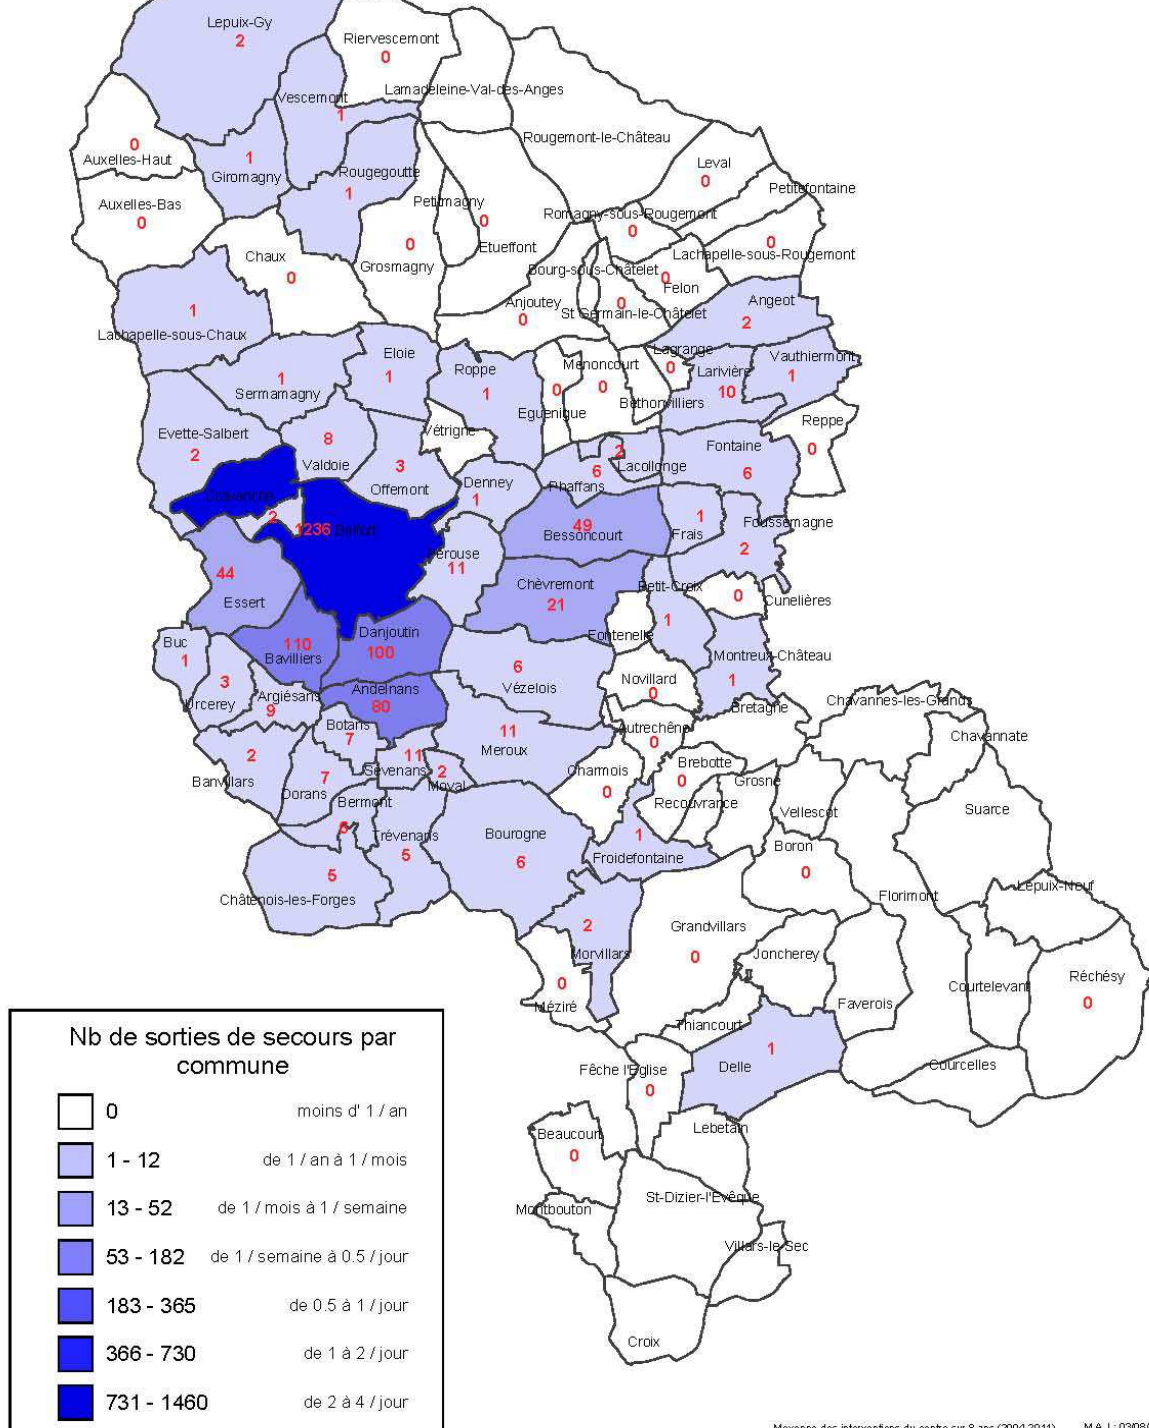 Lepuix-Gy
2
Riervescemont
0
Lamadeleine-Val-des-Anges
Vescemont
1
Rougemont-le-Château
0
Auxelles-Haut
1
Giromagny
Rougegoutte
1
Leval
0
Petitefontaine
Auxelles-Bas
0
Petitmagny
0
Etueffont
Romagny-sous-Rougemont
0
Chaux
0
0
Grosmagny
0
Lachapelle-sous-Rougemont
Bourg-sous-Châtelet
0
Felon
1
Lachapelle-sous-Chaux
Anjoutey
0
0
St Germain-le-Châtelet
Angeot
2
Eloie
1
Roppe
1
Menoncourt
0
0
Eguenigue
Lagrange
0
Bethonvilliers
Larivière
10
Vauthiermont
1
1
Sermamagny
Evette-Salbert
2
8
Valdoie
3
Offemont
Vétrigne
Reppe
0
2
Lacollonge
6
Phaffans
Fontaine
6
Denney
1
Cravanche
2
1236 Belfort
49
Bessoncourt
1
Frais
Foussemagne
2
Pérouse
11
44
Essert
Chèvremont
21
Petit-Croix
1
0
Cunelières
Fontenelle
Buc
1
110
Bavilliers
Danjoutin
100
6
Vézelois
Montreux-Château
1
3
Urcerey
Argiésans
9
Andelnans
80
Novillard
0
Bretagne
Chavannes-les-Grands
Chavannate
Botans
7
11
Meroux
Autrechêne
0
2
Banvillars
7
Dorans
11
Sévenans
2
Moval
Charmois
0
Brebotte
0
Recouvrance
Grosne
Vellescot
Suarce
Bermont
6
Trévenans
5
Bourogne
6
1
Froidefontaine
Boron
0
5
Châtenois-les-Forges
Florimont
Lepuix-Neuf
2
Morvillars
Grandvillars
0
Joncherey
0
Méziré
Faverois
Courtelevant
Réchésy
0
Thiancourt
1
Delle
Courcelles
Fêche l'Eglise
0
Beaucourt
0
Lebetain
Montbouton
St-Dizier-l'Evêque
Villars-le-Sec
Croix
Nb de sorties de secours par
commune
0 moins d' 1 / an
1 - 12 de 1 / an à 1 / mois
13 - 52 de 1 / mois à 1 / semaine
53 - 182 de 1 / semaine à 0.5 / jour
183 - 365 de 0.5 à 1 / jour
366 - 730 de 1 à 2 / jour
731 - 1460 de 2 à 4 / jour